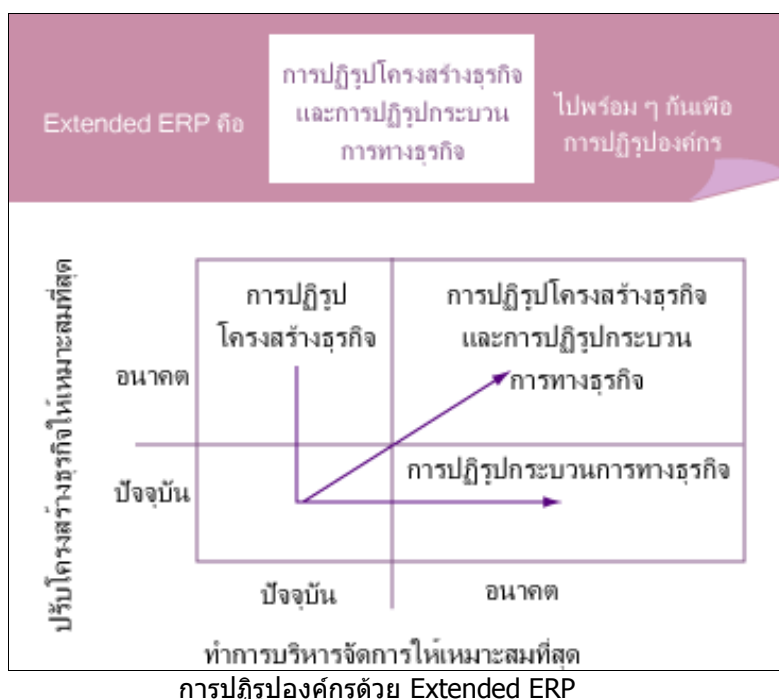 Extended ERP คือ
การปฏิรูปโครงสร้างธุรกิจ
และการปฏิรูปกระบวน
การทางธุรกิจ
ไปพร้อม ๆ กันเพื่อ
การปฏิรูปองค์กร
ปรับโครงสร้างธุรกิจให้เหมาะสมที่สุด
อนาคต
ปัจจุบัน
การปฏิรูป
โครงสร้างธุรกิจ
การปฏิรูปโครงสร้างธุรกิจ
และการปฏิรูปกระบวน
การทางธุรกิจ
การปฏิรูปกระบวนการทางธุรกิจ
ปัจจุบัน
อนาคต
ทำการบริหารจัดการให้เหมาะสมที่สุด
การปฏิรูปองค์กรด้วย Extended ERP